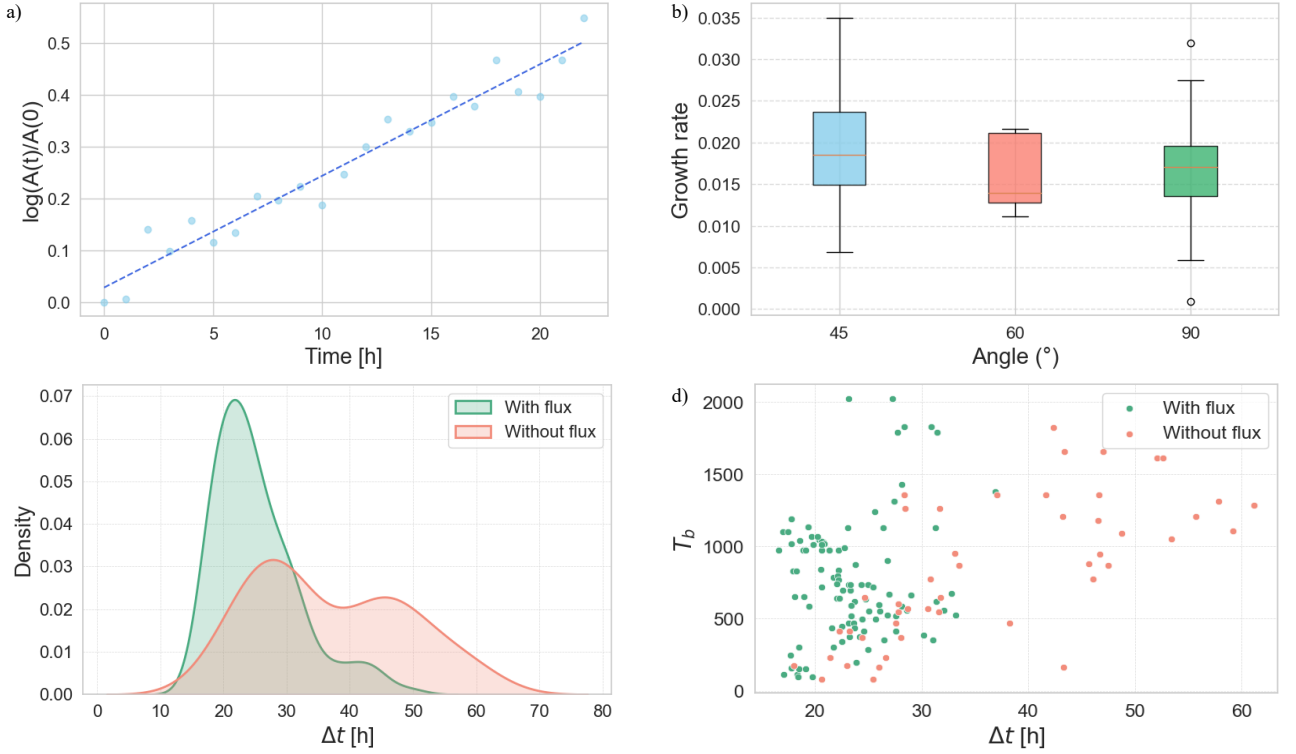 a)
log(A(t)/A(0)
0.5
0.4
0.3
0.2
0.1
0.0
0 5 10 15 20
Time [h]
b)
Growth rate
0.035
0.030
0.025
0.020
0.015
0.010
0.005
0.000
45 60 90
Angle (°)
Density
0.07
0.06
0.05
0.04
0.03
0.02
0.01
0.00
With flux
Without flux
0 10 20 30 40 50 60 70 80
Δt [h]
d)
T_b
2000
1500
1000
500
0
With flux
Without flux
20 30 40 50 60
Δt [h]